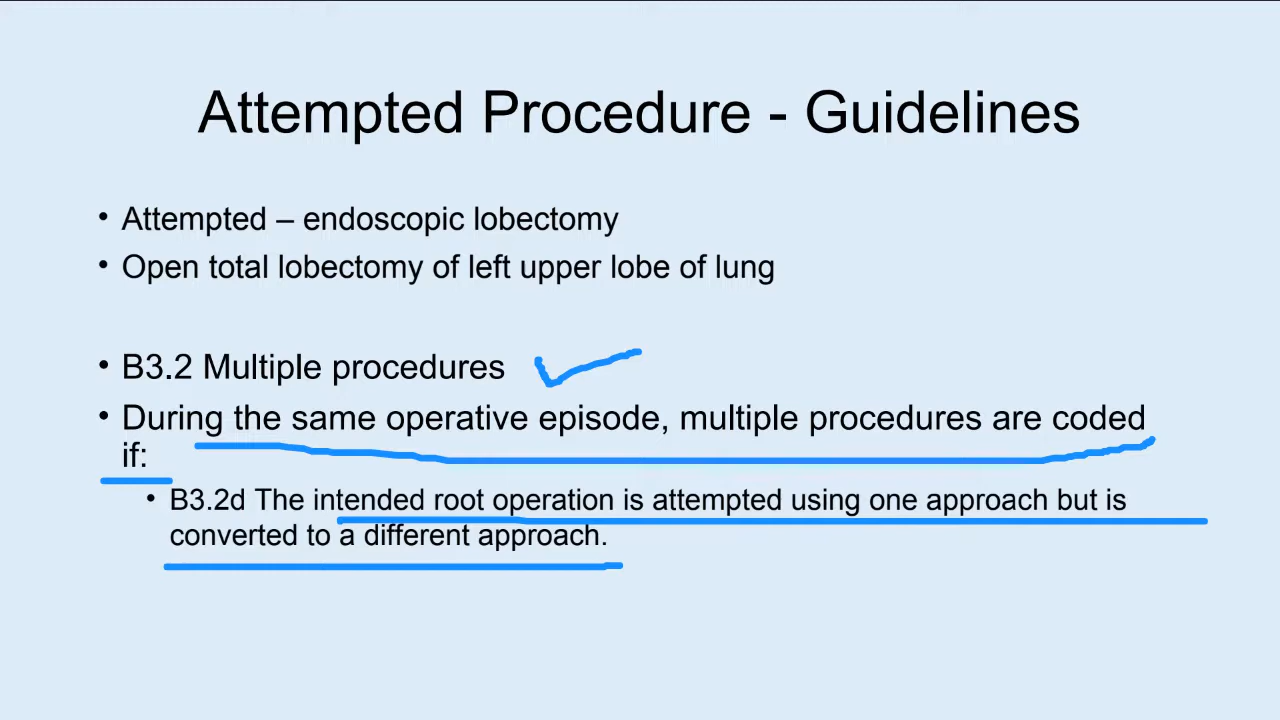 Attempted Procedure - Guidelines
• Attempted – endoscopic lobectomy
• Open total lobectomy of left upper lobe of lung
• B3.2 Multiple procedures
• During the same operative episode, multiple procedures are coded
if:
• B3.2d The intended root operation is attempted using one approach but is
converted to a different approach.